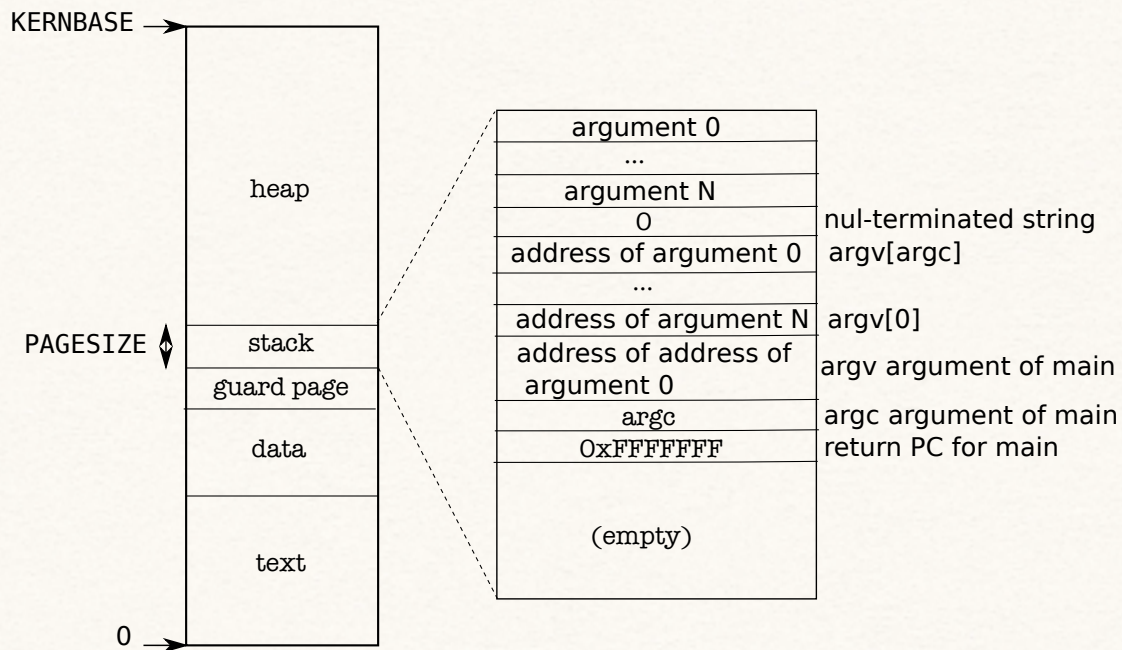 KERNBASE
heap
PAGESIZE
stack
guard page
data
text
0
argument 0
...
argument N
0
nul-terminated string
address of argument 0
argv[argc]
...
address of argument N
argv[0]
address of address of
argument 0
argv argument of main
argc
argc argument of main
0xFFFFFFF
return PC for main
(empty)